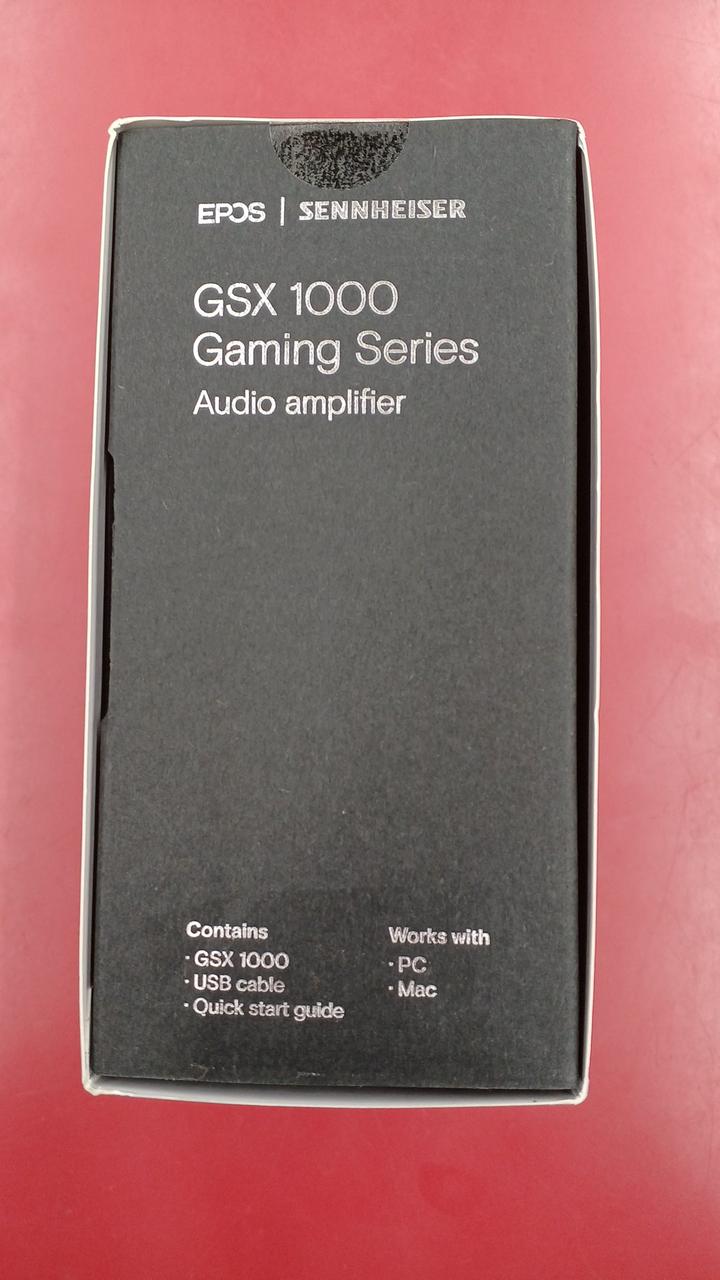 EPOS | SENNHEISER
GSX 1000
Gaming Series
Audio amplifier
Contains
· GSX 1000
· USB cable
· Quick start guide
Works with
· PC
· Mac